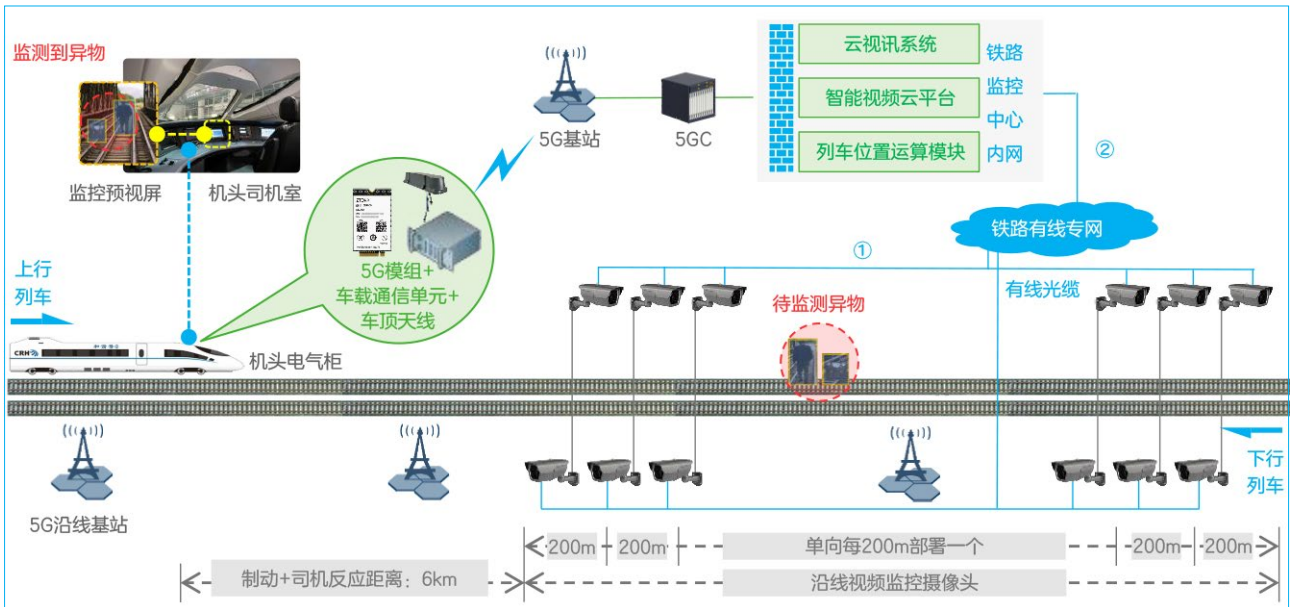 监测到异物
监控预视屏
机头司机室
5G基站
5GC
云视讯系统
智能视频云平台
列车位置运算模块
铁路
监控
中心
内网
②
铁路有线专网
①
有线光缆
5G模组+
车载通信单元+
车顶天线
上行
列车
CRH
机头电气柜
待监测异物
下行
列车
5G沿线基站
200m
200m
单向每200m部署一个
200m
200m
制动+司机反应距离：6km
沿线视频监控摄像头